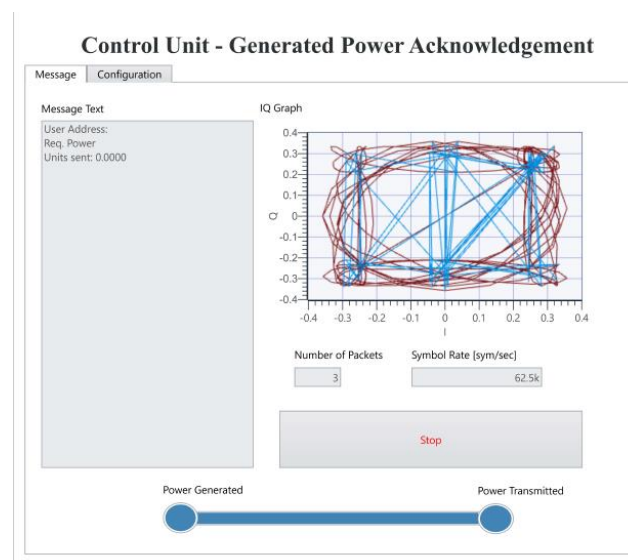 Control Unit - Generated Power Acknowledgement
Message
Configuration
Message Text
User Address:
Req. Power
Units sent: 0.0000
IQ Graph
0.4
0.3
0.2
0.1
0
-0.1
-0.2
-0.3
-0.4
Q
-0.4 -0.3 -0.2 -0.1 0 0.1 0.2 0.3 0.4
I
Number of Packets
3
Symbol Rate [sym/sec]
62.5k
Stop
Power Generated
Power Transmitted